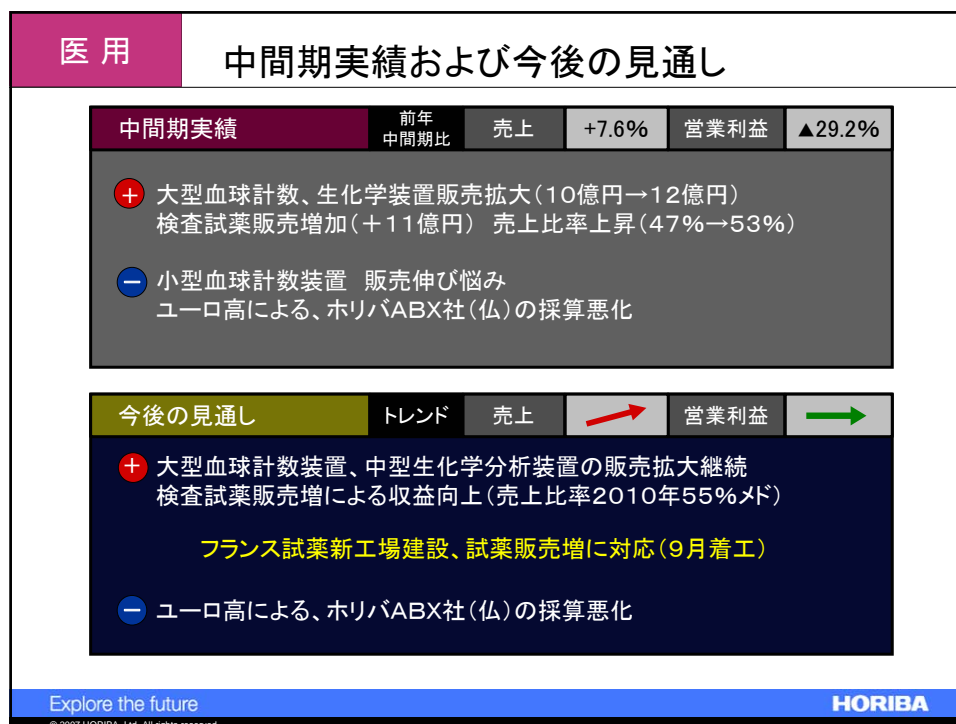 医 用
中間期実績および今後の見通し
中間期実績
前年
中間期比
売上
+7.6%
営業利益
▲29.2%
+ 大型血球計数、生化学装置販売拡大(10億円→12億円)
検査試薬販売増加(+11億円) 売上比率上昇(47%→53%)
− 小型血球計数装置 販売伸び悩み
ユーロ高による、ホリバABX社(仏)の採算悪化
今後の見通し
トレンド
売上
営業利益
+ 大型血球計数装置、中型生化学分析装置の販売拡大継続
検査試薬販売増による収益向上(売上比率2010年55%メド)
フランス試薬新工場建設、試薬販売増に対応(9月着工)
− ユーロ高による、ホリバABX社(仏)の採算悪化
Explore the future
HORIBA
© 2007 HORIBA, Ltd. All rights reserved.